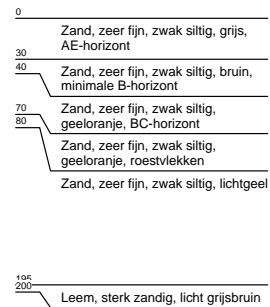 0
Zand, zeer fijn, zwak siltig, grijs,
AE-horizont
30
40
Zand, zeer fijn, zwak siltig, bruin,
minimale B-horizont
70
Zand, zeer fijn, zwak siltig,
geeloranje, BC-horizont
80
Zand, zeer fijn, zwak siltig,
geeloranje, roestvlekken
Zand, zeer fijn, zwak siltig, lichtgeel
195
200
Leem, sterk zandig, licht grijsbruin